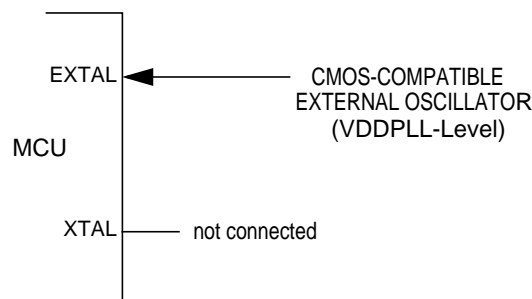 EXTAL
CMOS-COMPATIBLE
EXTERNAL OSCILLATOR
(VDDPLL-Level)
MCU
XTAL
not connected